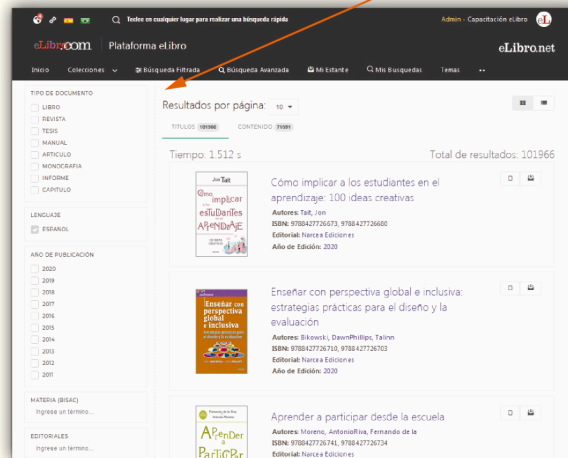 Teclee en cualquier lugar para realizar una búsqueda rápida
Admin - Capacitación eLibro
eL
eLibro.COM
Plataforma eLibro
eLibro.net
Inicio Colecciones Búsqueda Filtrada Búsqueda Avanzada Mi Estante Mis Busquedas Temas
TIPO DE DOCUMENTO
LIBRO
REVISTA
TESIS
MANUAL
ARTICULO
MONOGRAFIA
INFORME
CAPITULO
LENGUAJE
ESPANOL
AÑO DE PUBLICACIÓN
2020
2019
2018
2017
2016
2015
2014
2013
2012
2011
MATERIA (BISAC)
Ingrese un término...
EDITORIALES
Ingrese un término...
Resultados por página: 10
TITULOS 101966 CONTENIDO 71591
Tiempo: 1.512 s
Total de resultados: 101966
Jon Tait
Cómo
implicar
a los
estuDianTes
en el
APrENDizAjE
Cómo implicar a los estudiantes en el
aprendizaje: 100 ideas creativas
Autores: Tait, Jon
ISBN: 9788427726673, 9788427726680
Editorial: Narcea Ediciones
Año de Edición: 2020
Enseñar con
perspectiva
global
e inclusiva
Enseñar con perspectiva global e inclusiva:
estrategias prácticas para el diseño y la
evaluación
Autores: Bikowski, DawnPhillips, Talinn
ISBN: 9788427726710, 9788427726703
Editorial: Narcea Ediciones
Año de Edición: 2020
APrenDer
a
ParTiciPar
Aprender a participar desde la escuela
Autores: Moreno, AntonioRiva, Fernando de la
ISBN: 9788427726741, 9788427726734
Editorial: Narcea Ediciones